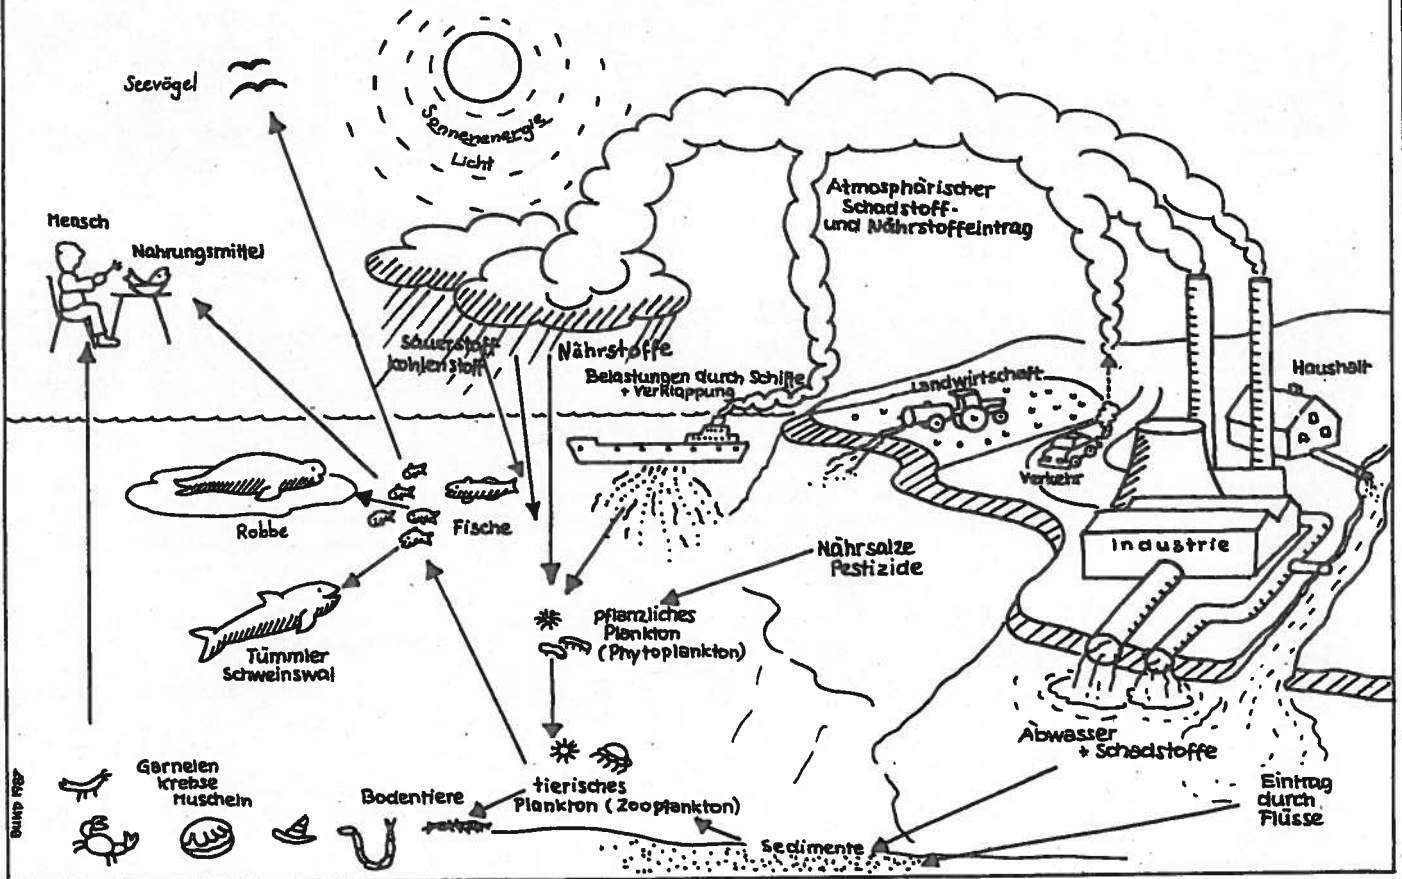 Seevögel
Sonnenenergie
Licht
Mensch
Nahrungsmittel
Atmosphärischer
Schadstoff-
und Nährstoffeintrag
Sauerstoff
Kohlenstoff
Nährstoffe
Belastungen durch Schiffe
+ Verklappung
Landwirtschaft
Haushalt
Verkehr
Industrie
Robbe
Fische
Nährsalze
Pestizide
pflanzliches
Plankton
(Phytoplankton)
Tümmler
Schweinswal
Abwasser
+ Schadstoffe
Garnelen
Krebse
Muscheln
Bodentiere
tierisches
Plankton (Zooplankton)
Eintrag
durch
Flüsse
Sedimente
BUND 1987